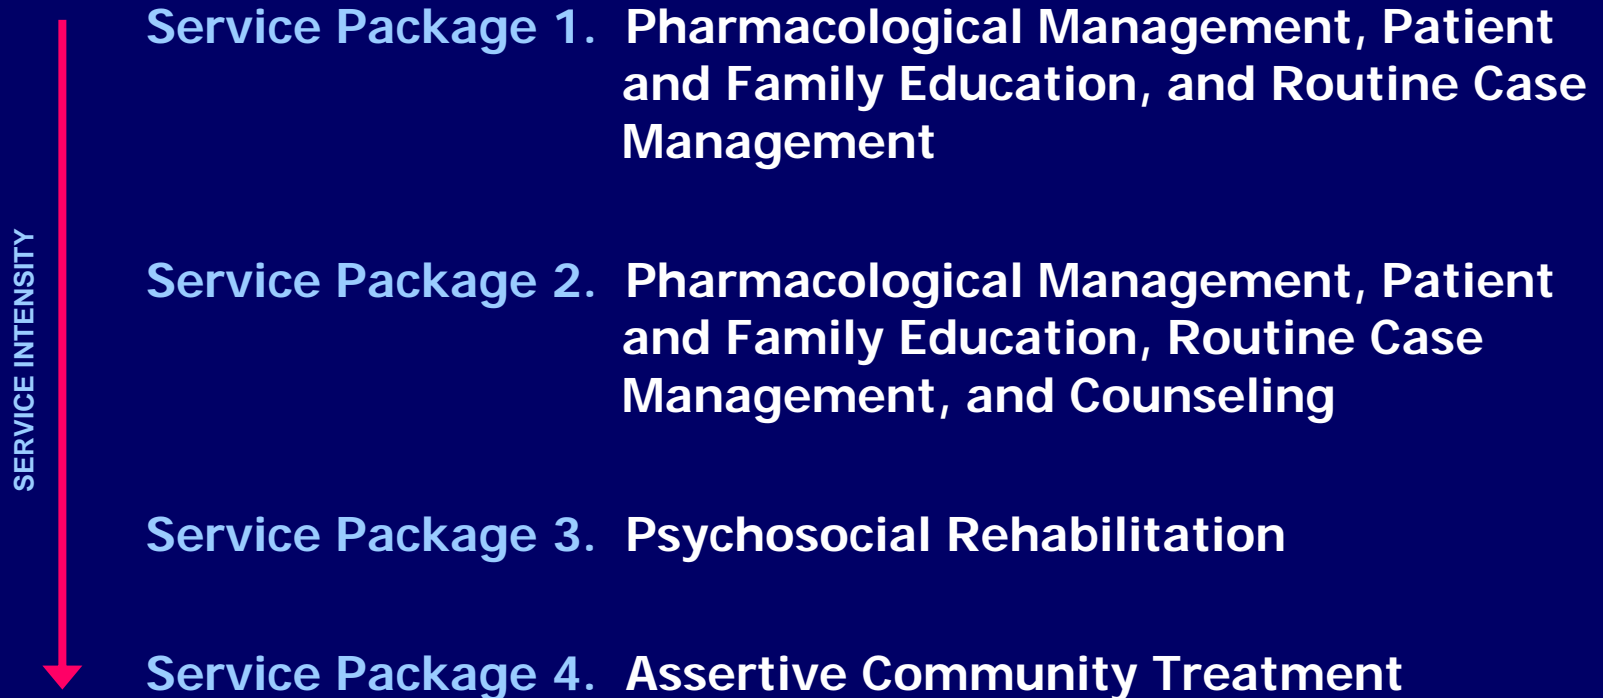 Service Package 1. Pharmacological Management, Patient
and Family Education, and Routine Case
Management
SERVICE INTENSITY
Service Package 2. Pharmacological Management, Patient
and Family Education, Routine Case
Management, and Counseling
Service Package 3. Psychosocial Rehabilitation
Service Package 4. Assertive Community Treatment